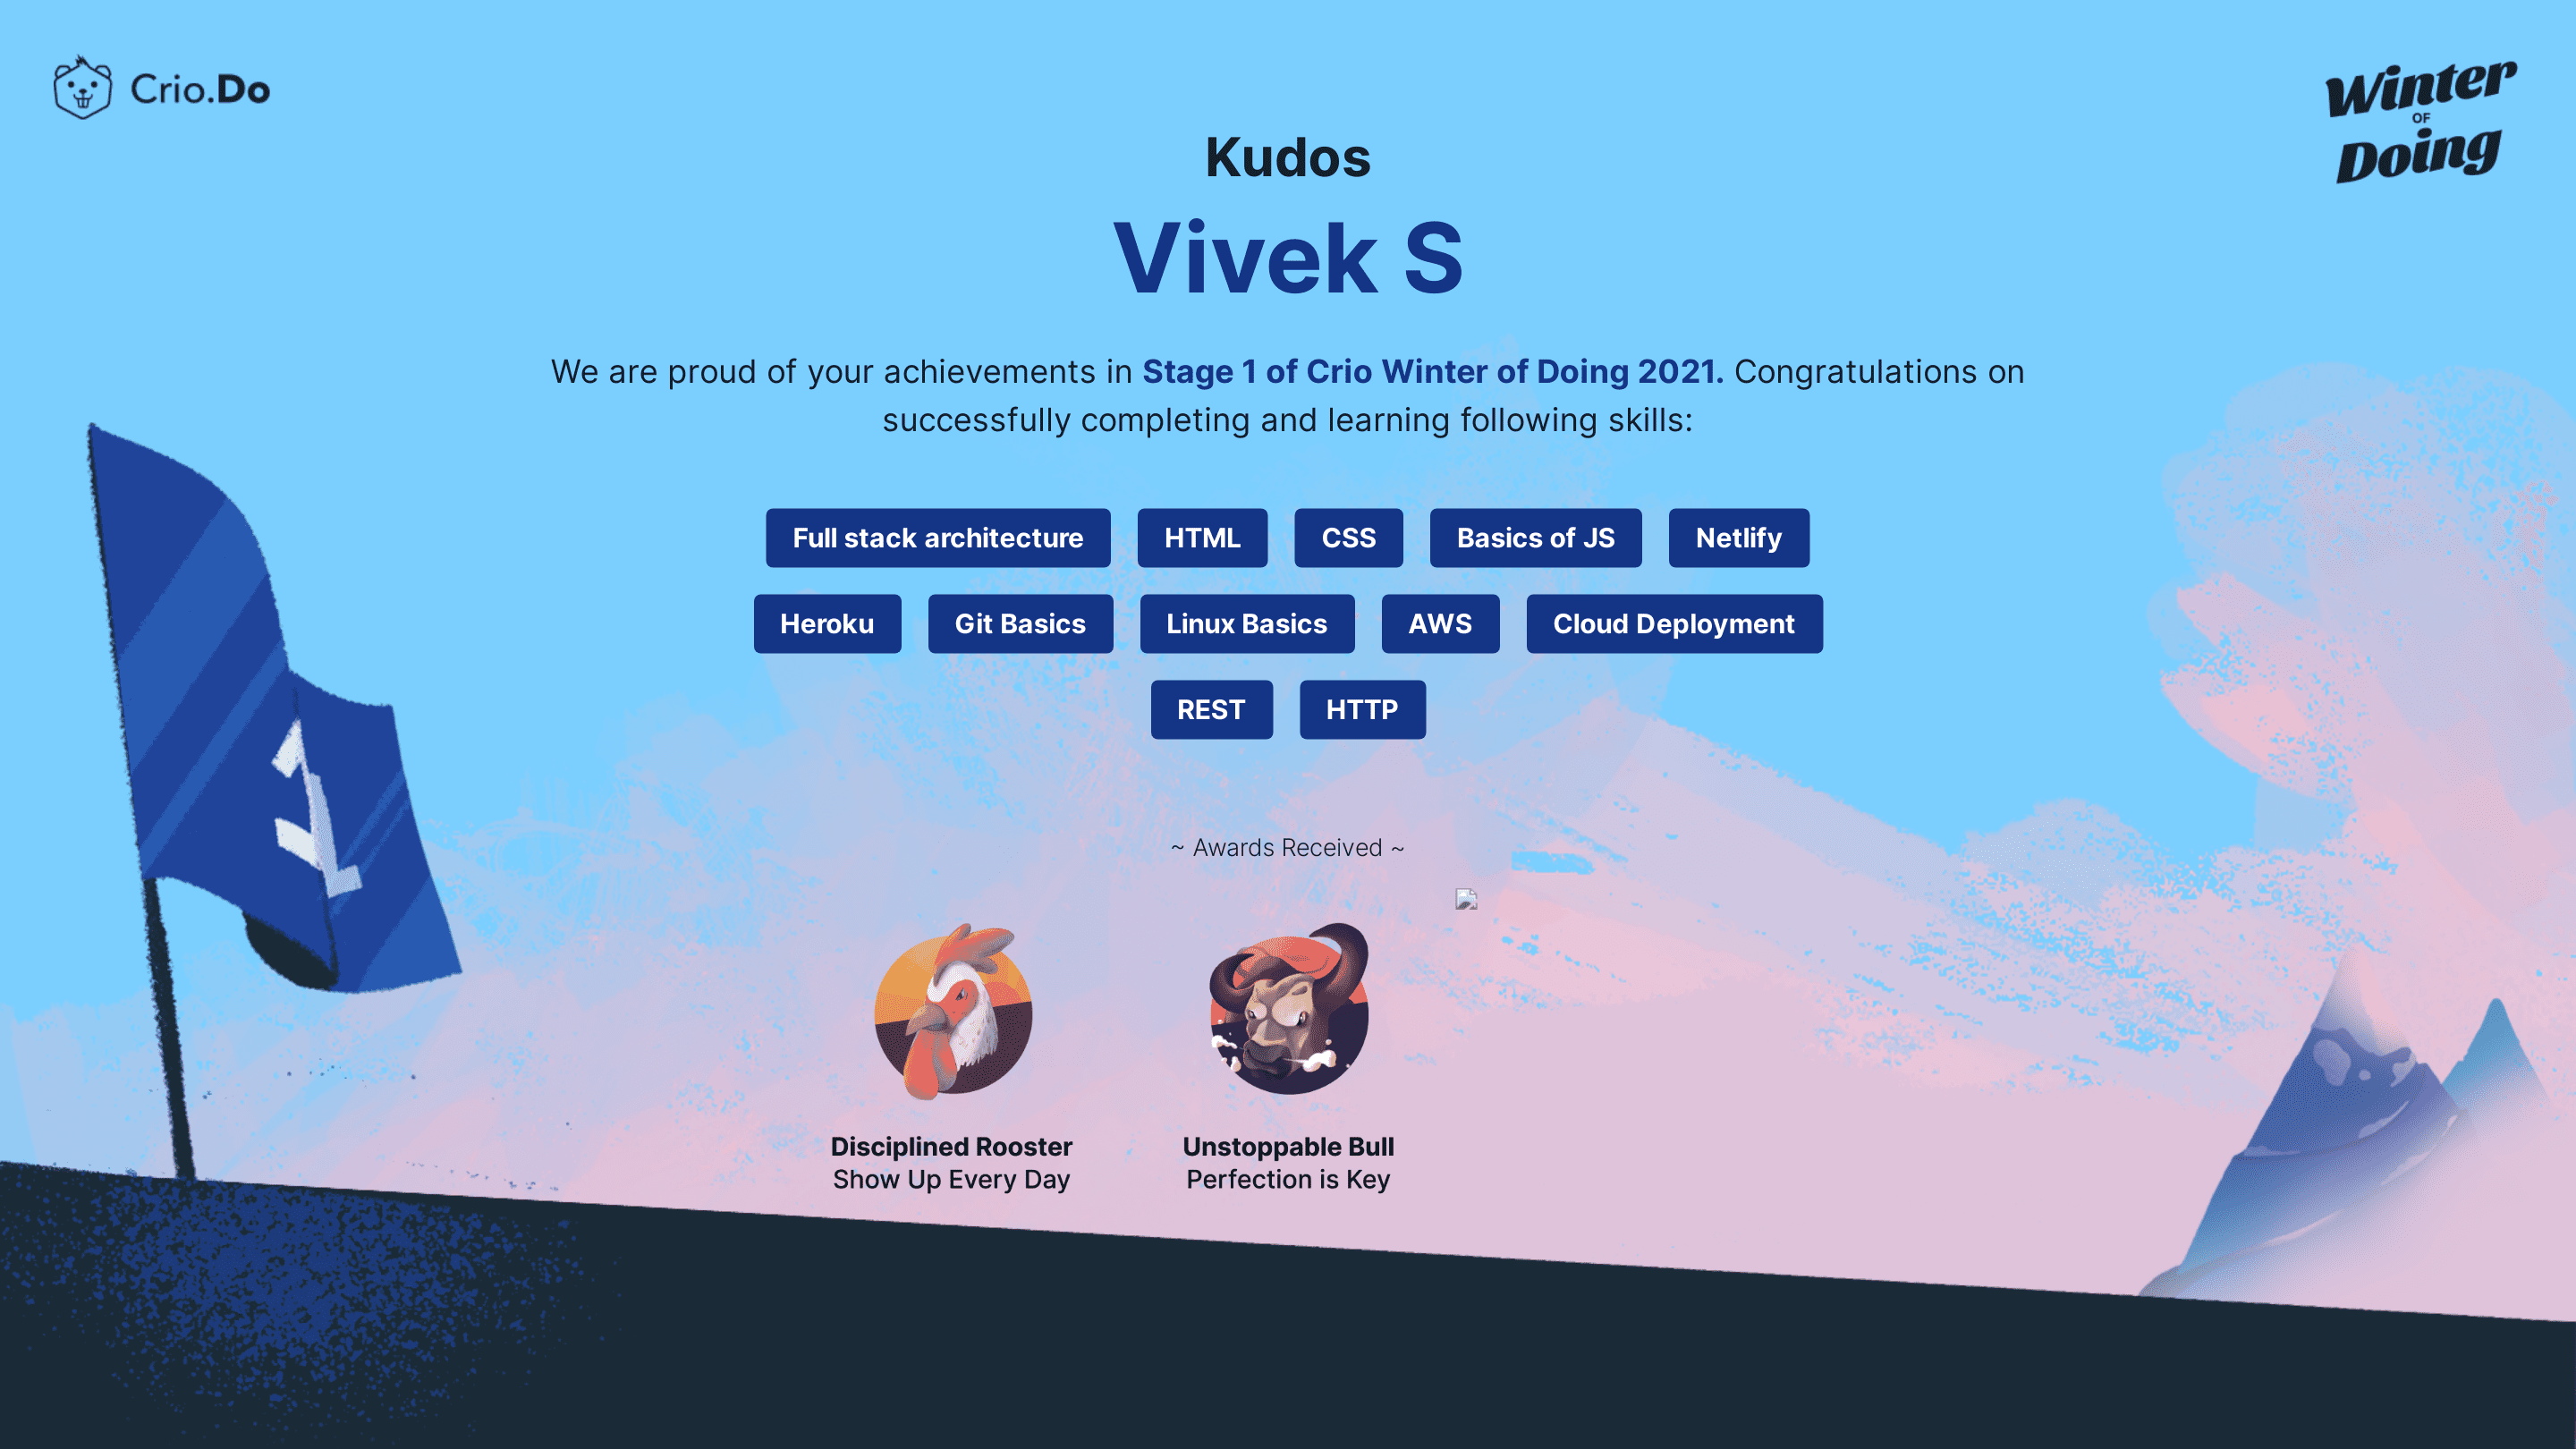 Crio.Do
Winter
OF
Doing
Kudos
Vivek S
We are proud of your achievements in Stage 1 of Crio Winter of Doing 2021. Congratulations on
successfully completing and learning following skills:
Full stack architecture HTML CSS Basics of JS Netlify
Heroku Git Basics Linux Basics AWS Cloud Deployment
REST HTTP
1
~ Awards Received ~
Disciplined Rooster
Show Up Every Day
Unstoppable Bull
Perfection is Key